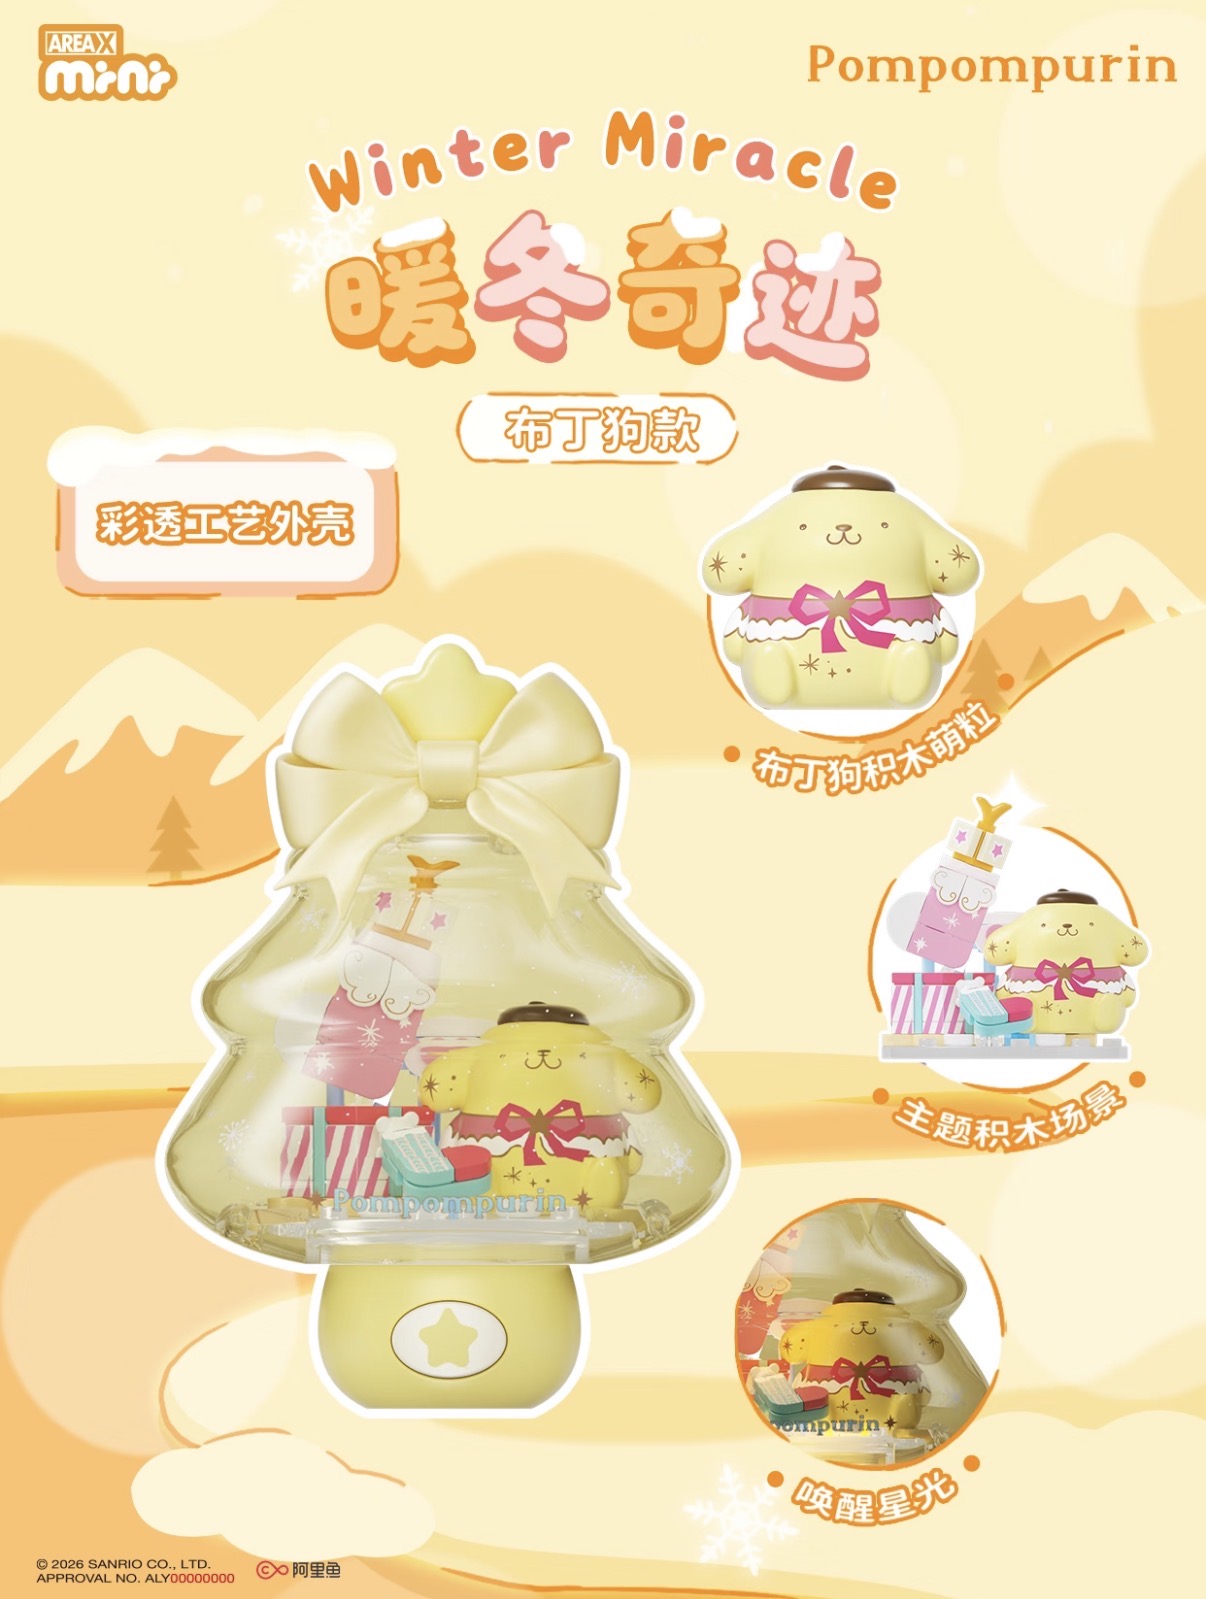 AREAX
mini
Pompompurin
Winter Miracle
暖冬奇迹
布丁狗款
彩透工艺外壳
布丁狗积木萌粒
主题积木场景
Pompompurin
ompompurin
唤醒星光
© 2026 SANRIO CO., LTD.
APPROVAL NO. ALY00000000
阿里鱼